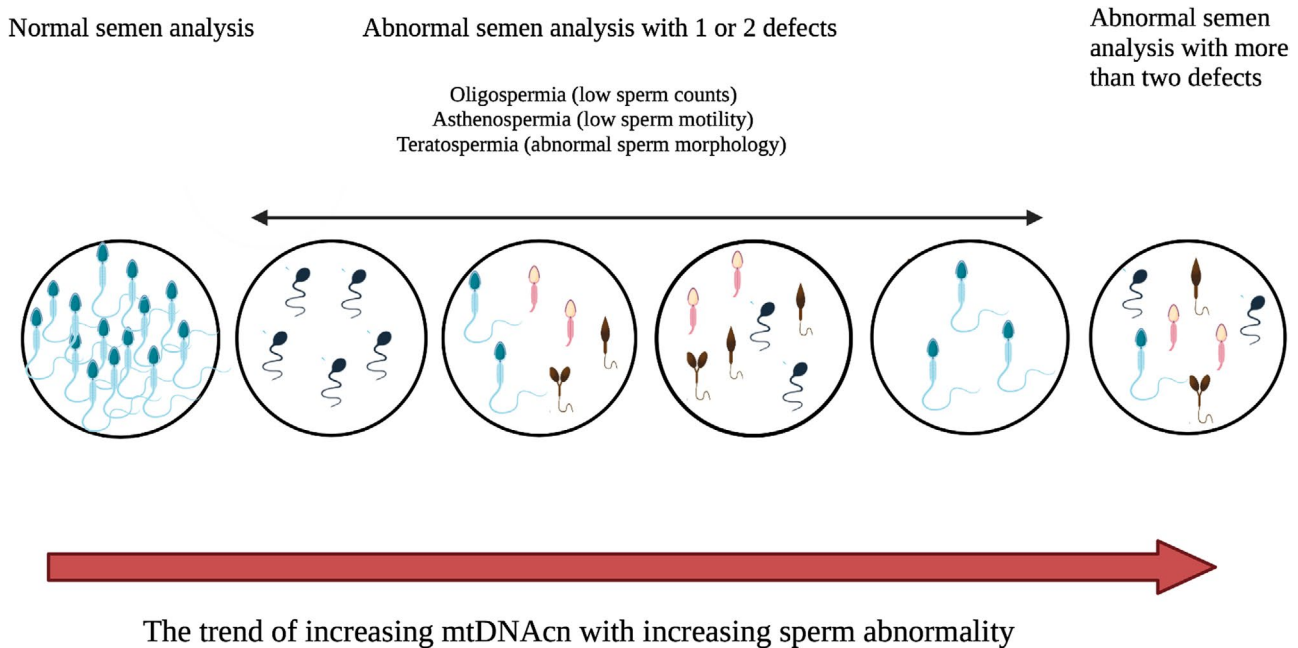 Normal semen analysis
Abnormal semen analysis with 1 or 2 defects
Abnormal semen
analysis with more
than two defects
Oligospermia (low sperm counts)
Asthenospermia (low sperm motility)
Teratospermia (abnormal sperm morphology)
The trend of increasing mtDNAcn with increasing sperm abnormality